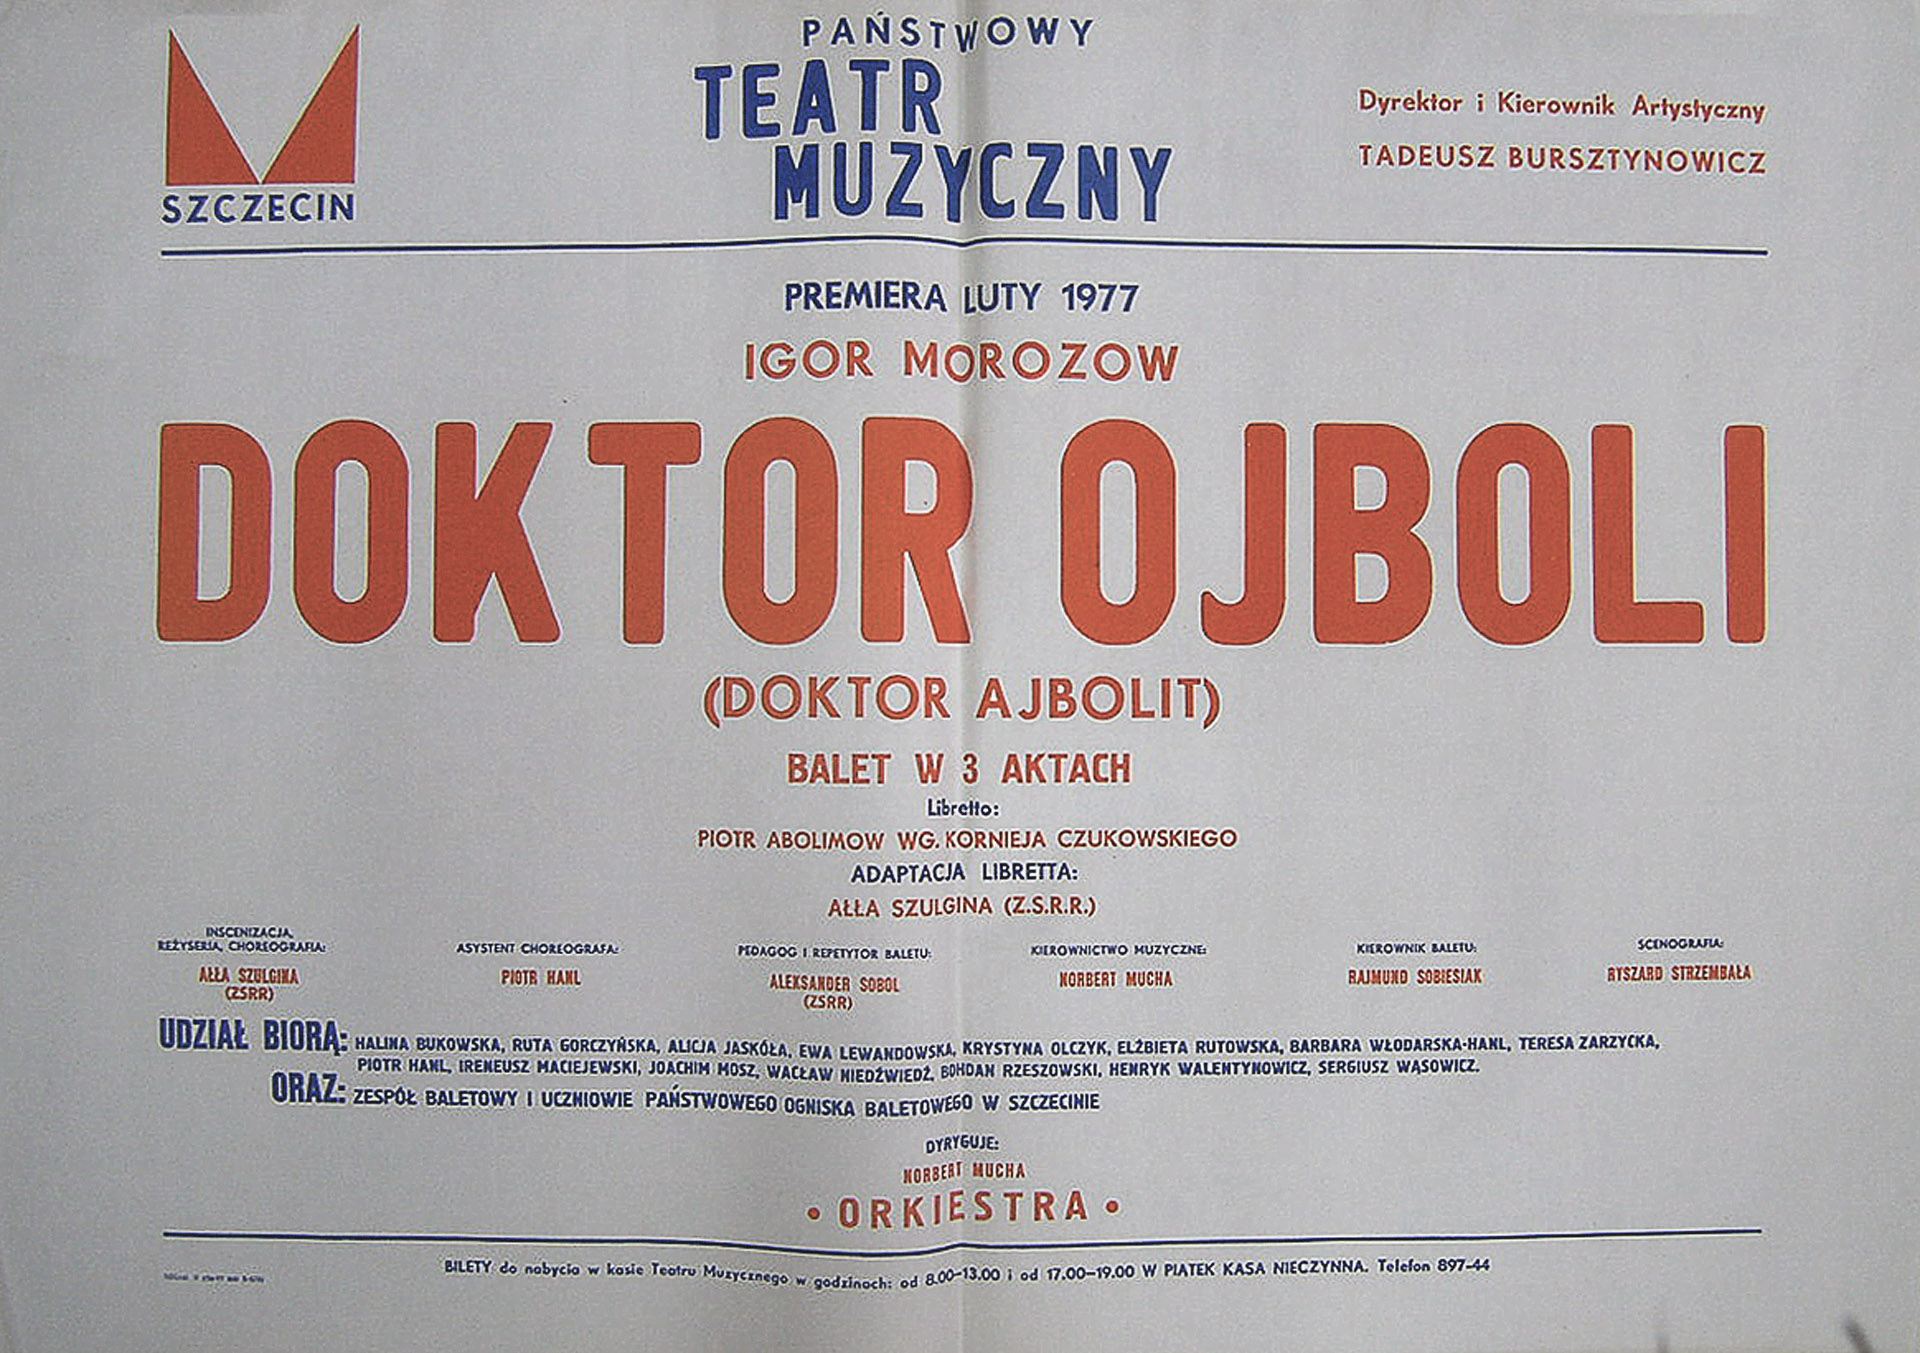 PAŃSTWOWY
TEATR
MUZYCZNY
SZCZECIN
Dyrektor i Kierownik Artystyczny
TADEUSZ BURSZTYNOWICZ
PREMIERA LUTY 1977
IGOR MOROZOW
DOKTOR OJBOLI
(DOKTOR AJBOLIT)
BALET W 3 AKTACH
Libretto:
PIOTR ABOLIMOW WG. KORNIEJA CZUKOWSKIEGO
ADAPTACJA LIBRETTA:
AŁŁA SZULGINA (Z.S.R.R.)
INSCENIZACJA,
REŻYSERIA, CHOREOGRAFIA:
AŁŁA SZULGINA
(ZSRR)
ASYSTENT CHOREOGRAFA:
PIOTR HANL
PEDAGOG I REPETYTOR BALETU:
ALEKSANDER SOBOL
(ZSRR)
KIEROWNICTWO MUZYCZNE:
NORBERT MUCHA
KIEROWNIK BALETU:
RAJMUND SOBIESIAK
SCENOGRAFIA:
RYSZARD STRZEMBAŁA
UDZIAŁ BIORĄ: HALINA BUKOWSKA, RUTA GORCZYŃSKA, ALICJA JASKÓŁA, EWA LEWANDOWSKA, KRYSTYNA OLCZYK, ELŻBIETA RUTOWSKA, BARBARA WŁODARSKA-HANL, TERESA ZARZYCKA,
PIOTR HANL, IRENEUSZ MACIEJEWSKI, JOACHIM MOSZ, WACŁAW NIEDŹWIEDŹ, BOHDAN RZESZOWSKI, HENRYK WALENTYNOWICZ, SERGIUSZ WĄSOWICZ.
ORAZ: ZESPÓŁ BALETOWY I UCZNIOWIE PAŃSTWOWEGO OGNISKA BALETOWEGO W SZCZECINIE
DYRYGUJE:
NORBERT MUCHA
• ORKIESTRA •
BILETY do nabycia w kasie Teatru Muzycznego w godzinach: od 8.00-13.00 i od 17.00-19.00 W PIATEK KASA NIECZYNNA. Telefon 897-44